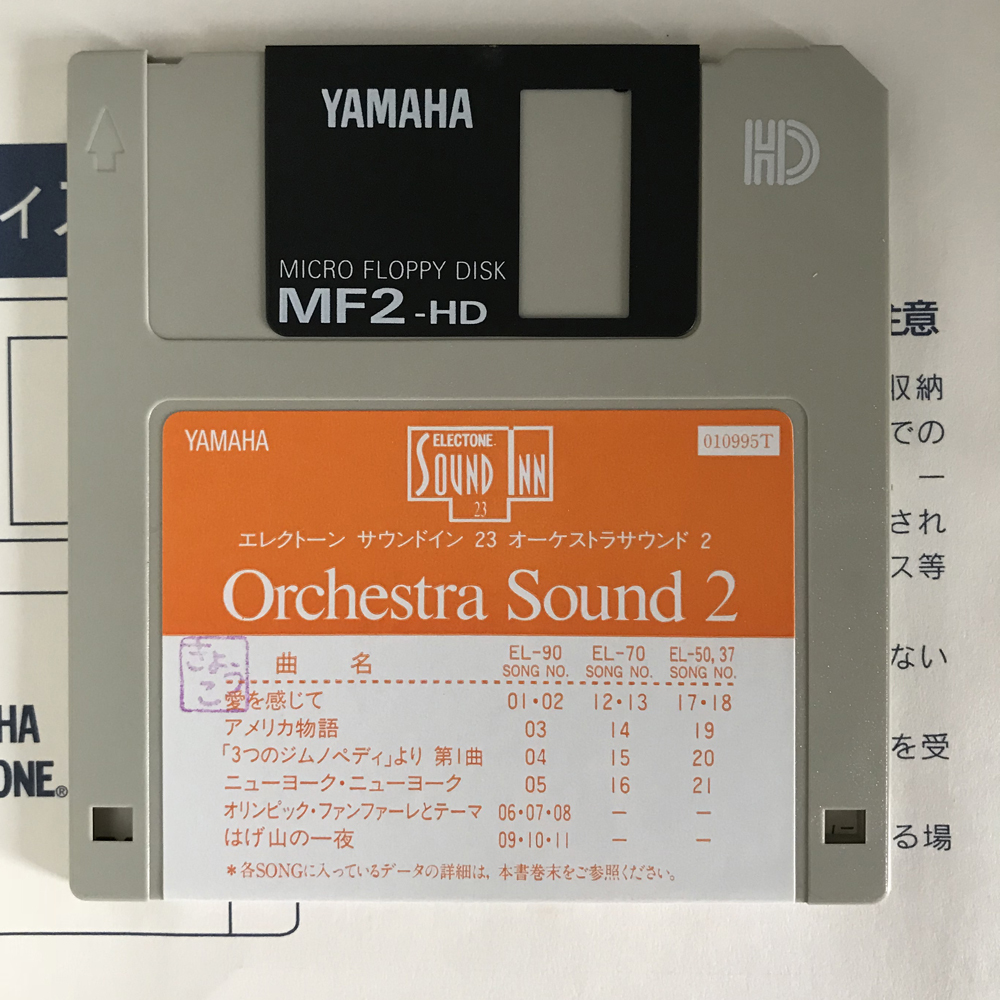 YAMAHA
HD
MICRO FLOPPY DISK
MF2-HD
YAMAHA
ELECTONE
SOUND INN
23
010995T
エレクトーン サウンドイン 23 オーケストラサウンド 2
Orchestra Sound 2
きょうこ
曲名 EL-90 SONG NO. EL-70 SONG NO. EL-50, 37 SONG NO.
愛を感じて 01・02 12・13 17・18
アメリカ物語 03 14 19
「3つのジムノペディ」より 第1曲 04 15 20
ニューヨーク・ニューヨーク 05 16 21
オリンピック・ファンファーレとテーマ 06・07・08 — —
はげ山の一夜 09・10・11 — —
*各SONGに入っているデータの詳細は、本書巻末をご参照ください。
ィス
HA
ONE®
注意
収納
での
ー
され
ス等
ない
を受
る場